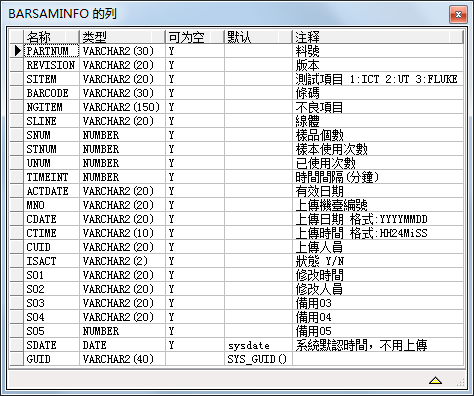 BARSAMINFO 的列
名称 类型 可为空 默认 注释
PARTNUM VARCHAR2(30) Y 料號
REVISION VARCHAR2(20) Y 版本
SITEM VARCHAR2(20) Y 測試項目 1:ICT 2:UT 3:FLUKE
BARCODE VARCHAR2(30) Y 條碼
NGITEM VARCHAR2(150) Y 不良項目
SLINE VARCHAR2(20) Y 線體
SNUM NUMBER Y 樣品個數
STNUM NUMBER Y 樣本使用次數
UNUM NUMBER Y 已使用次數
TIMEINT NUMBER Y 時間間隔(分鐘)
ACTDATE VARCHAR2(20) Y 有效日期
MNO VARCHAR2(20) Y 上傳機臺編號
CDATE VARCHAR2(20) Y 上傳日期 格式:YYYYMMDD
CTIME VARCHAR2(10) Y 上傳時間 格式:HH24MiSS
CUID VARCHAR2(20) Y 上傳人員
ISACT VARCHAR2(2) Y 狀態 Y/N
SO1 VARCHAR2(20) Y 修改時間
SO2 VARCHAR2(20) Y 修改人員
SO3 VARCHAR2(20) Y 備用03
SO4 VARCHAR2(20) Y 備用04
SO5 NUMBER Y 備用05
SDATE DATE Y sysdate 系統默認時間，不用上傳
GUID VARCHAR2(40) SYS_GUID()